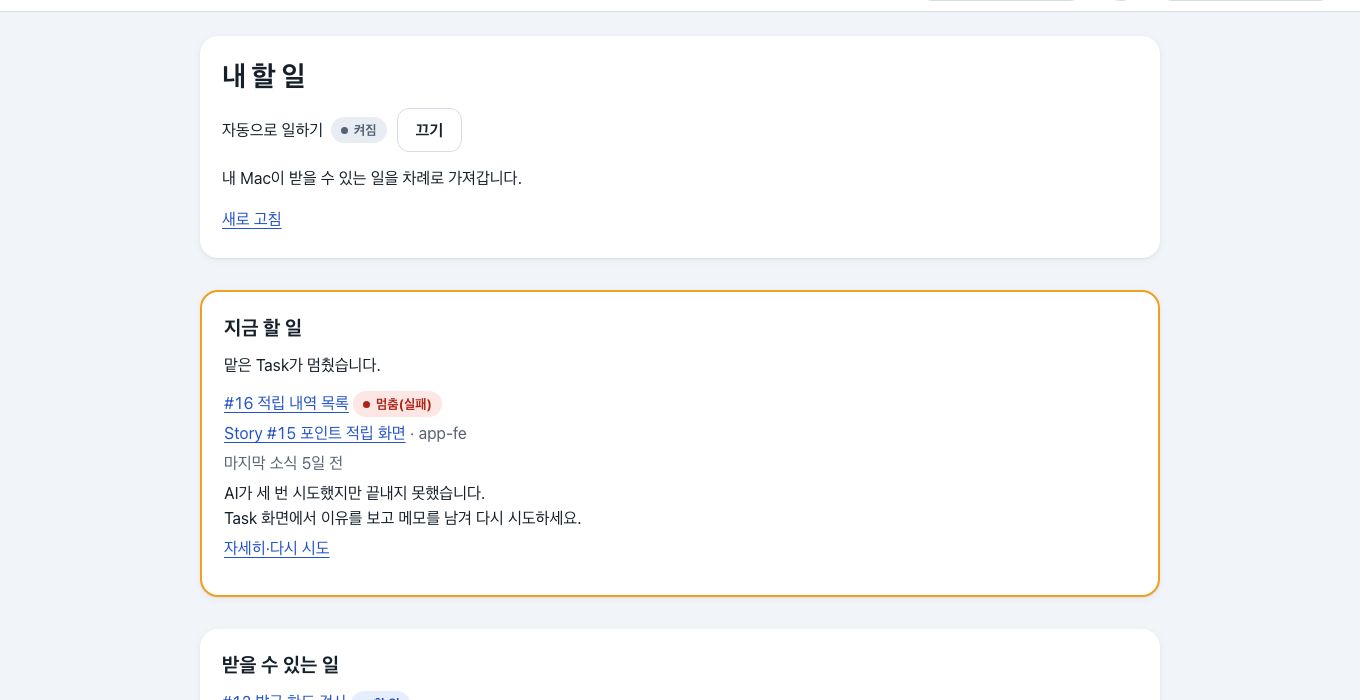 내 할 일
자동으로 일하기 켜짐 끄기
내 Mac이 받을 수 있는 일을 차례로 가져갑니다.
새로 고침
지금 할 일
맡은 Task가 멈췄습니다.
#16 적립 내역 목록 멈춤(실패)
Story #15 포인트 적립 화면 · app-fe
마지막 소식 5일 전
AI가 세 번 시도했지만 끝내지 못했습니다.
Task 화면에서 이유를 보고 메모를 남겨 다시 시도하세요.
자세히·다시 시도
받을 수 있는 일